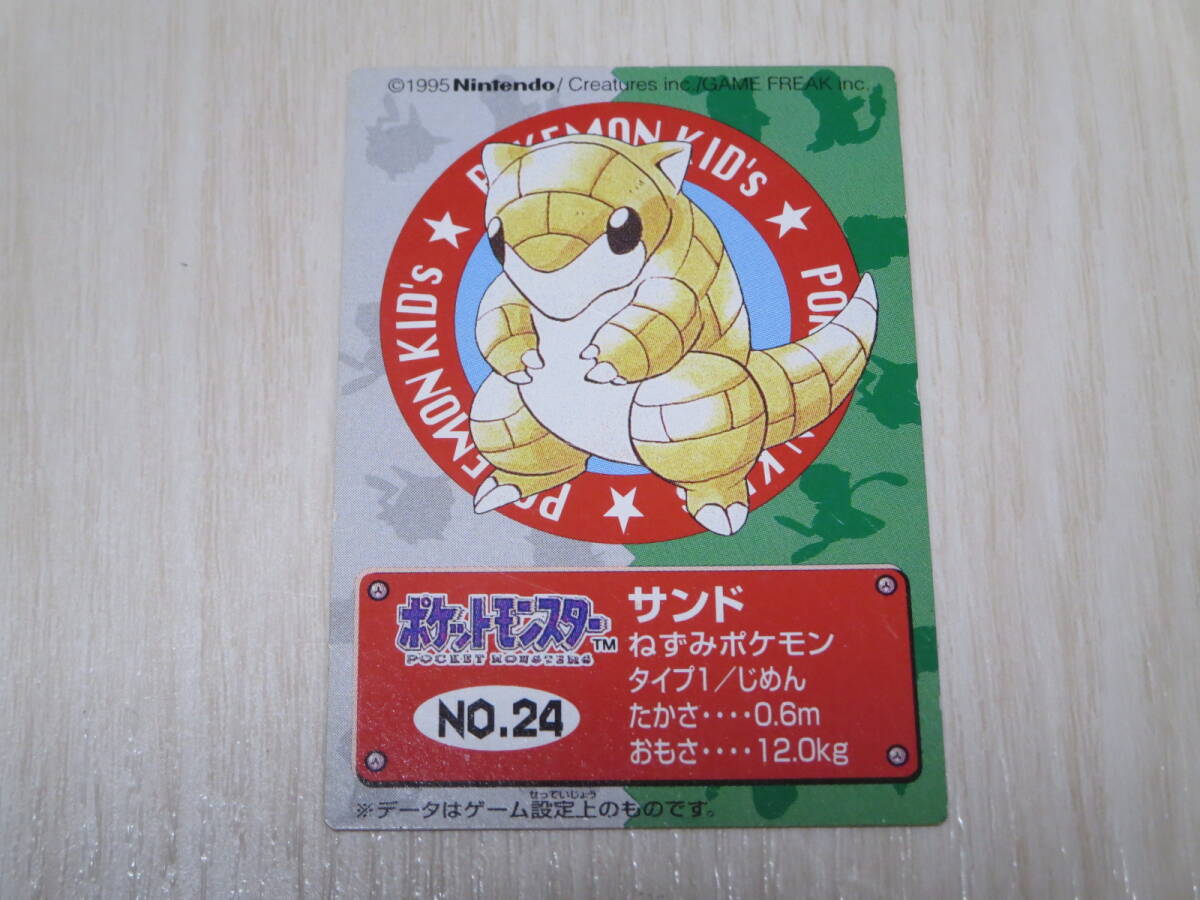 ©1995 Nintendo/ Creatures inc./GAME FREAK inc.
POKEMON KID's ★ POKEMON KID's ★ POKEMON KID's ★
ポケットモンスター™
POCKET MONSTERS
NO.24
サンド
ねずみポケモン
タイプ1／じめん
たかさ････0.6m
おもさ････12.0kg
せっていじょう
※データはゲーム設定上のものです。